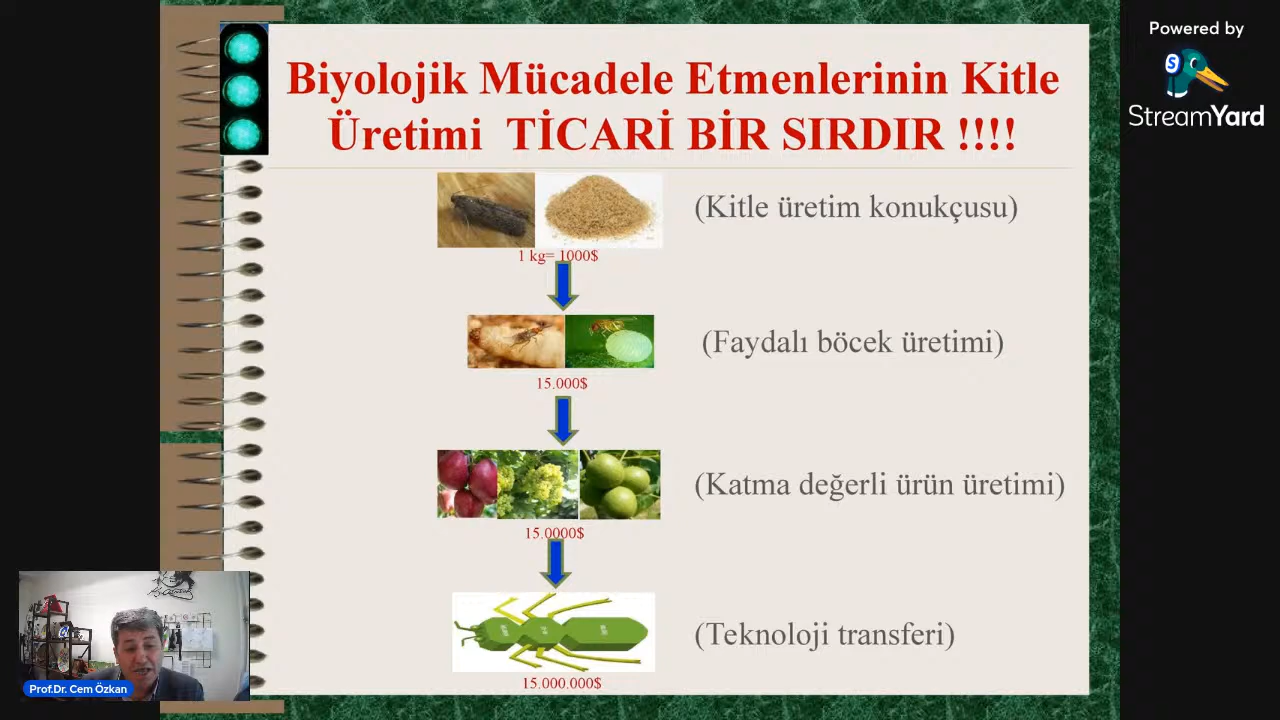 Biyolojik Mücadele Etmenlerinin Kitle
Üretimi TİCARİ BİR SIRDIR !!!!
(Kitle üretim konukçusu)
1 kg= 1000$
(Faydalı böcek üretimi)
15.000$
(Katma değerli ürün üretimi)
15.0000$
(Teknoloji transferi)
15.000.000$
Prof.Dr. Cem Özkan
Powered by
StreamYard